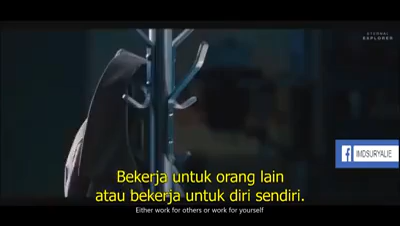 ETERNAL
EXPLORER
f IMDSURYALIE
Bekerja untuk orang lain
atau bekerja untuk diri sendiri.
Either work for others or work for yourself